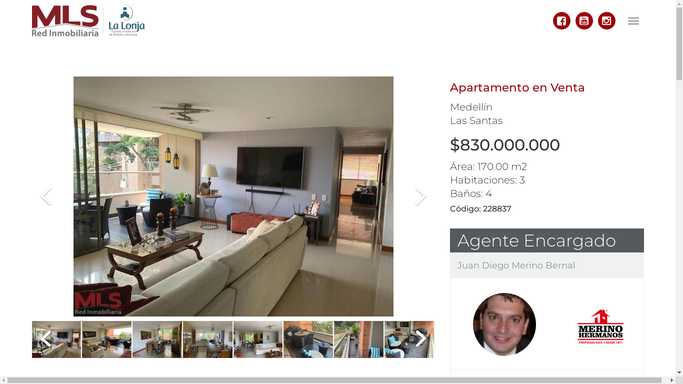 MLS
Red Inmobiliaria
La Lonja
Apartamento en Venta
Medellín
Las Santas
$830.000.000
Área: 170.00 m2
Habitaciones: 3
Baños: 4
Código: 228837
MLS
Red Inmobiliaria
Agente Encargado
Juan Diego Merino Bernal
MERINO
HERMANOS